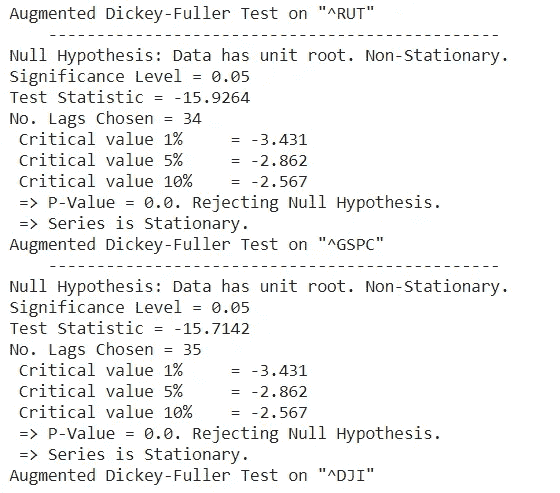 Augmented Dickey-Fuller Test on "^RUT"
-----------------------------------------------
Null Hypothesis: Data has unit root. Non-Stationary.
Significance Level = 0.05
Test Statistic = -15.9264
No. Lags Chosen = 34
Critical value 1% = -3.431
Critical value 5% = -2.862
Critical value 10% = -2.567
=> P-Value = 0.0. Rejecting Null Hypothesis.
=> Series is Stationary.
Augmented Dickey-Fuller Test on "^GSPC"
-----------------------------------------------
Null Hypothesis: Data has unit root. Non-Stationary.
Significance Level = 0.05
Test Statistic = -15.7142
No. Lags Chosen = 35
Critical value 1% = -3.431
Critical value 5% = -2.862
Critical value 10% = -2.567
=> P-Value = 0.0. Rejecting Null Hypothesis.
=> Series is Stationary.
Augmented Dickey-Fuller Test on "^DJI"